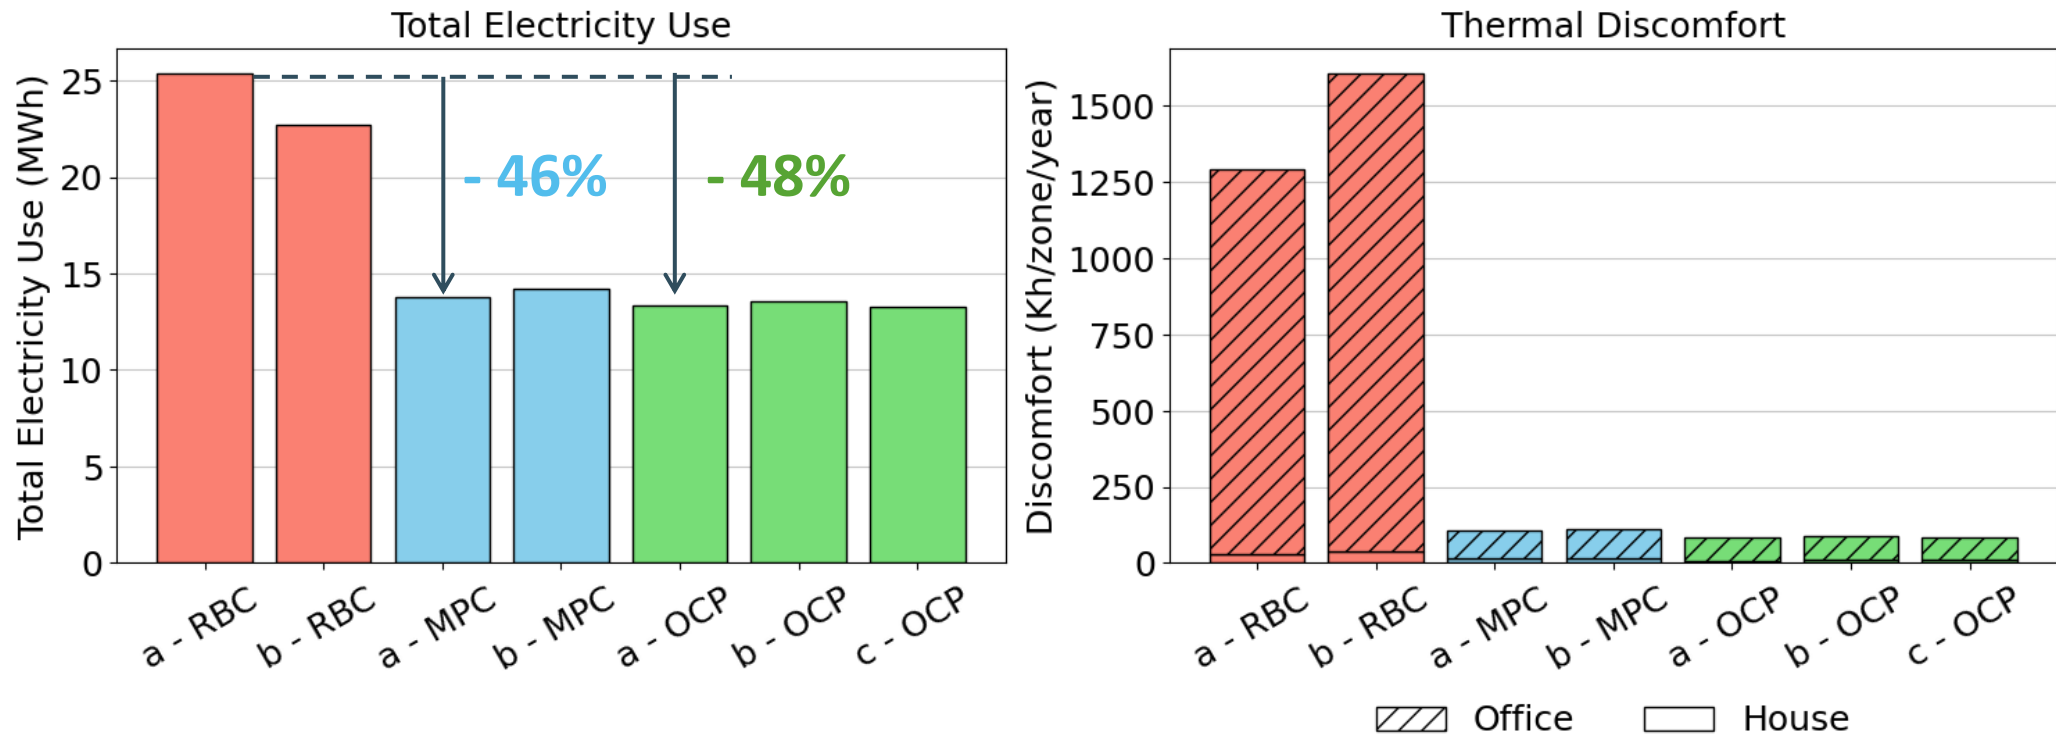 Total Electricity Use
Total Electricity Use (MWh)
25
20
15
10
5
0
- 46%
- 48%
a - RBC
b - RBC
a - MPC
b - MPC
a - OCP
b - OCP
c - OCP
Thermal Discomfort
Discomfort (Kh/zone/year)
1500
1250
1000
750
500
250
0
a - RBC
b - RBC
a - MPC
b - MPC
a - OCP
b - OCP
c - OCP
Office
House